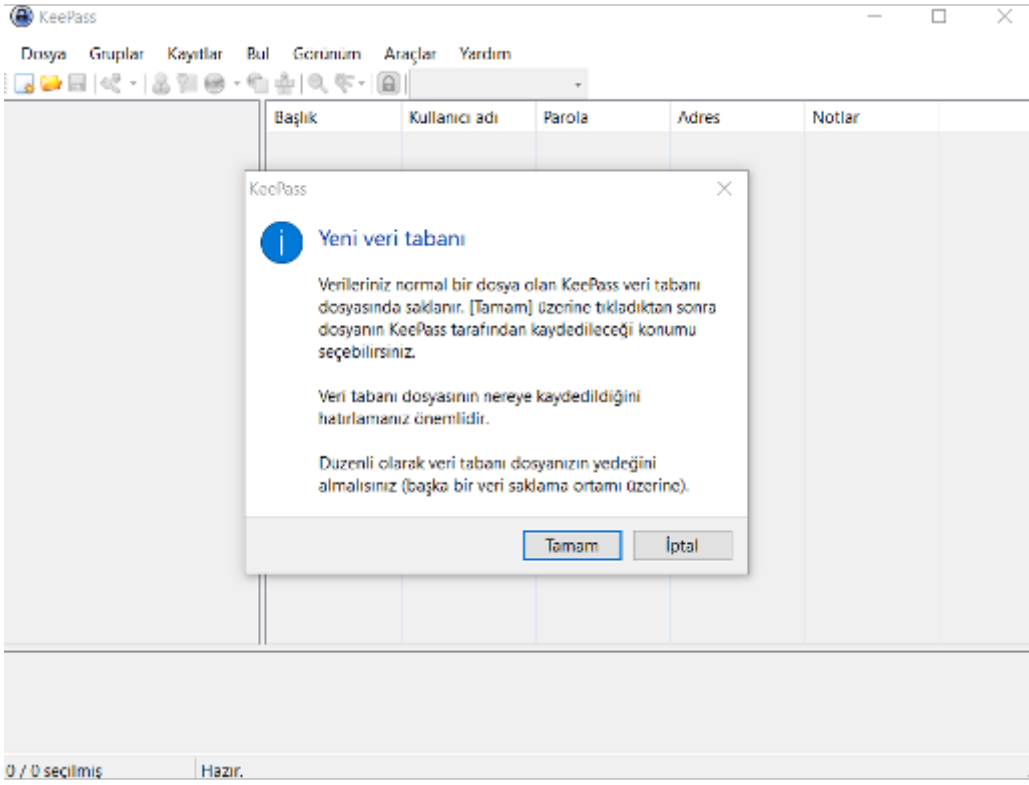 KeePass
Dosya Gruplar Kayıtlar Bul Görünüm Araçlar Yardım
Başlık Kullanıcı adı Parola Adres Notlar
KeePass
Yeni veri tabanı
Verileriniz normal bir dosya olan KeePass veri tabanı
dosyasında saklanır. [Tamam] üzerine tıkladıktan sonra
dosyanın KeePass tarafından kaydedileceği konumu
seçebilirsiniz.
Veri tabanı dosyasının nereye kaydedildiğini
hatırlamanız önemlidir.
Düzenli olarak veri tabanı dosyanızın yedeğini
almalısınız (başka bir veri saklama ortamı üzerine).
Tamam İptal
0 / 0 seçilmiş Hazır.